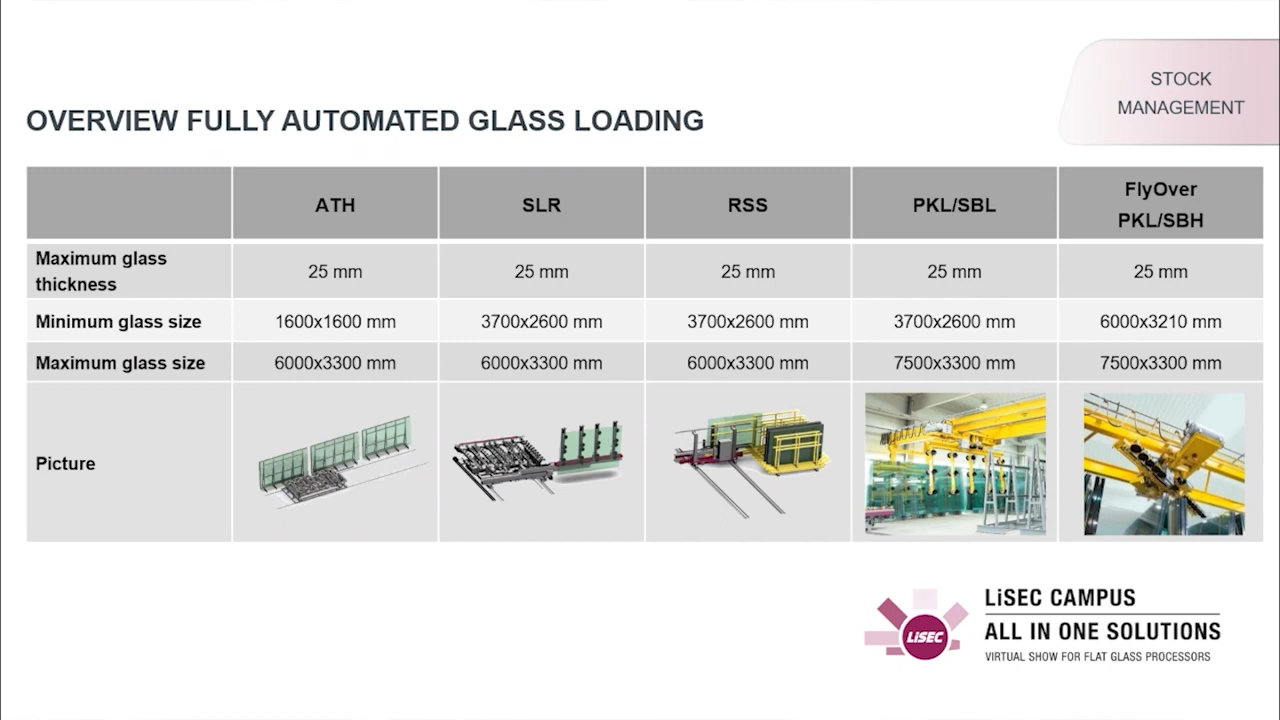 STOCK
MANAGEMENT
OVERVIEW FULLY AUTOMATED GLASS LOADING
ATH SLR RSS PKL/SBL FlyOver
PKL/SBH
Maximum glass
thickness 25 mm 25 mm 25 mm 25 mm 25 mm
Minimum glass size 1600x1600 mm 3700x2600 mm 3700x2600 mm 3700x2600 mm 6000x3210 mm
Maximum glass size 6000x3300 mm 6000x3300 mm 6000x3300 mm 7500x3300 mm 7500x3300 mm
Picture
LiSEC
LiSEC CAMPUS
ALL IN ONE SOLUTIONS
VIRTUAL SHOW FOR FLAT GLASS PROCESSORS